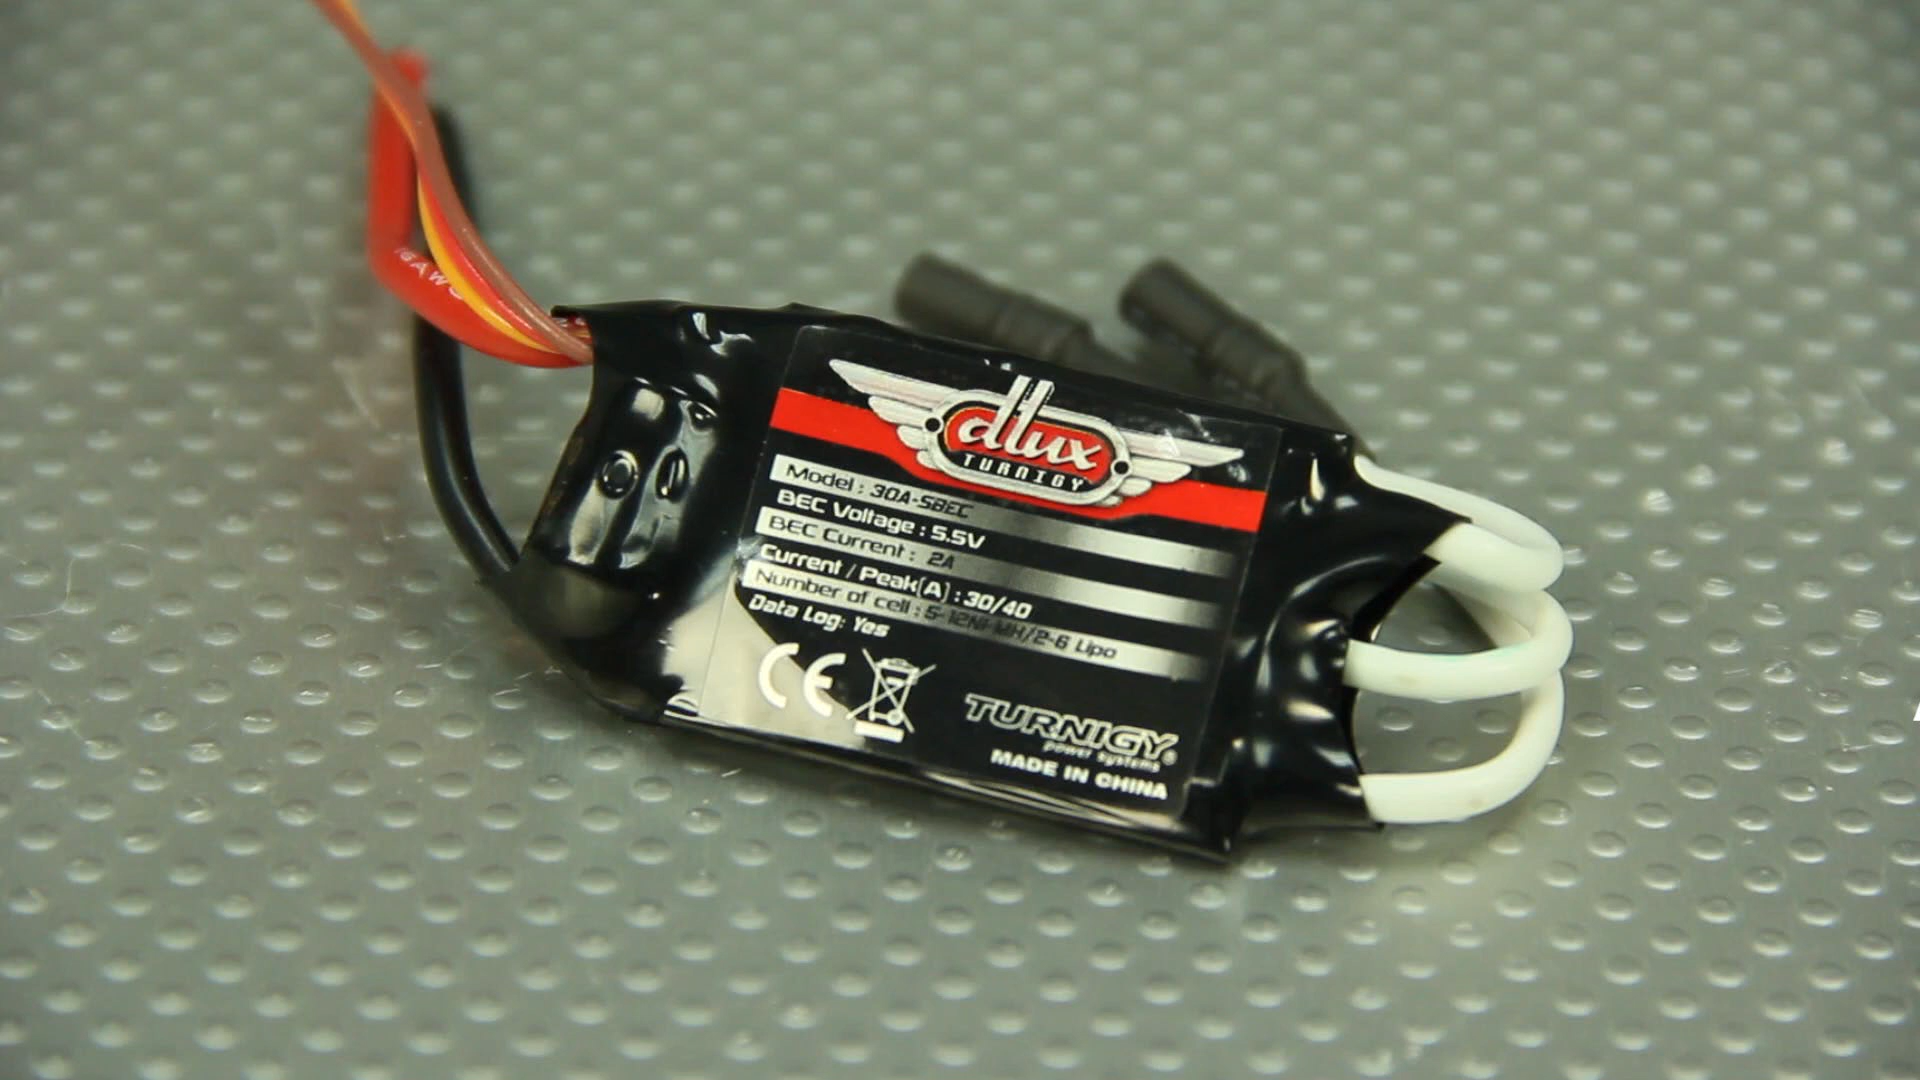 16AWG
dlux
TURNIGY
Model : 30A-SBEC
BEC Voltage : 5.5V
BEC Current : 2A
Current / Peak(A) : 30/40
Number of cell : 5-12Ni-MH/2-6 Lipo
Data Log: Yes
CE
TURNIGY®
power systems
MADE IN CHINA